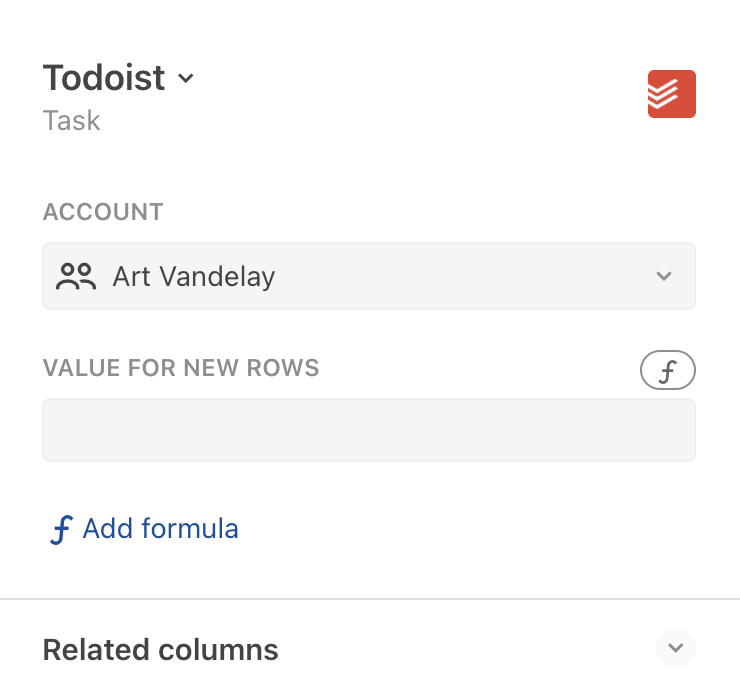 Todoist
Task
ACCOUNT
Art Vandelay
VALUE FOR NEW ROWS
f
f Add formula
Related columns